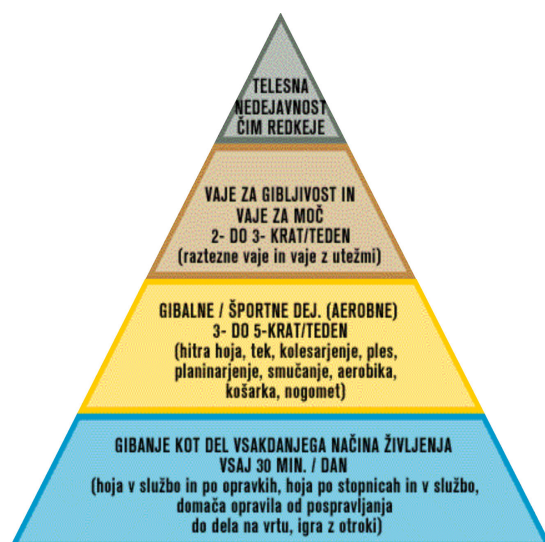 TELESNA
NEDEJAVNOST
ČIM REDKEJE
VAJE ZA GIBLJIVOST IN
VAJE ZA MOČ
2- DO 3- KRAT/TEDEN
(raztezne vaje in vaje z utežmi)
GIBALNE / ŠPORTNE DEJ. (AEROBNE)
3- DO 5-KRAT/TEDEN
(hitra hoja, tek, kolesarjenje, ples,
planinarjenje, smučanje, aerobika,
košarka, nogomet)
GIBANJE KOT DEL VSAKDANJEGA NAČINA ŽIVLJENJA
VSAJ 30 MIN. / DAN
(hoja v službo in po opravkih, hoja po stopnicah in v službo,
domača opravila od pospravljanja
do dela na vrtu, igra z otroki)